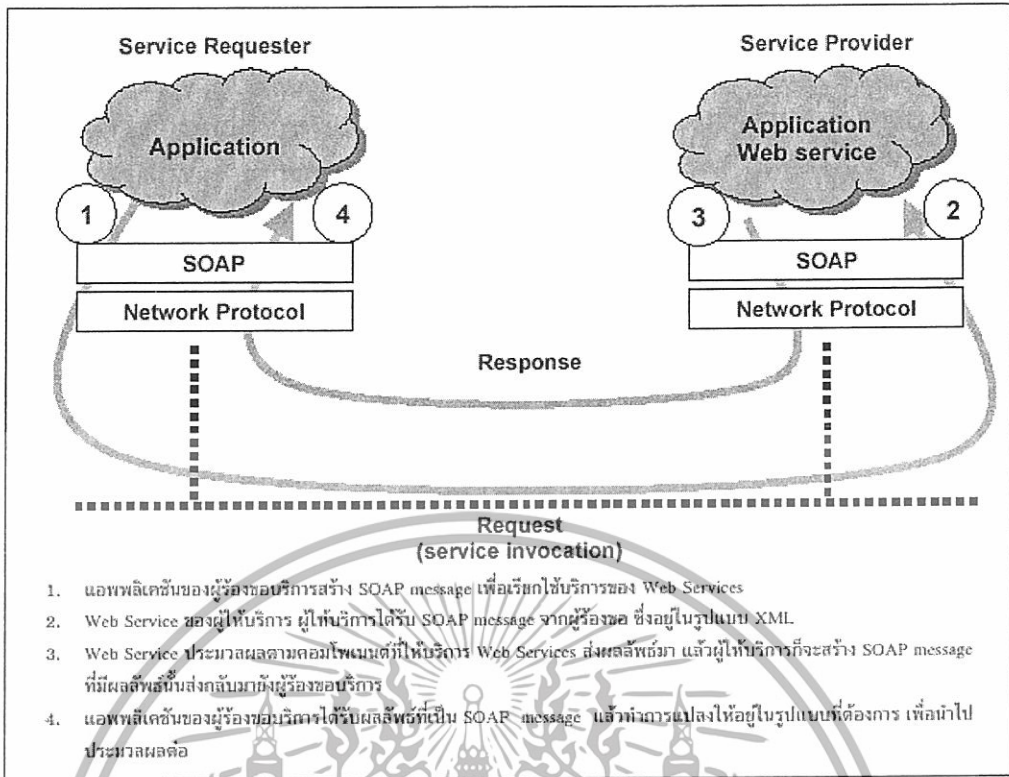 Service Requester
Service Provider
Application
Application
Web service
1
4
3
2
SOAP
SOAP
Network Protocol
Network Protocol
Response
Request
(service invocation)
1. แอพพลิเคชันของผู้ร้องขอบริการสร้าง SOAP message เพื่อเรียกใช้บริการของ Web Services
2. Web Service ของผู้ให้บริการ ผู้ให้บริการได้รับ SOAP message จากผู้ร้องขอ ซึ่งอยู่ในรูปแบบ XML
3. Web Service ประมวลผลตามคอมโพเนนต์ที่ให้บริการ Web Services ส่งผลลัพธ์มา แล้วผู้ให้บริการก็จะสร้าง SOAP message
ที่มีผลลัพธ์นั้นส่งกลับมายังผู้ร้องขอบริการ
4. แอพพลิเคชันของผู้ร้องขอบริการได้รับผลลัพธ์ที่เป็น SOAP message แล้วทำการแปลงให้อยู่ในรูปแบบที่ต้องการ เพื่อนำไป
ประมวลผลต่อ